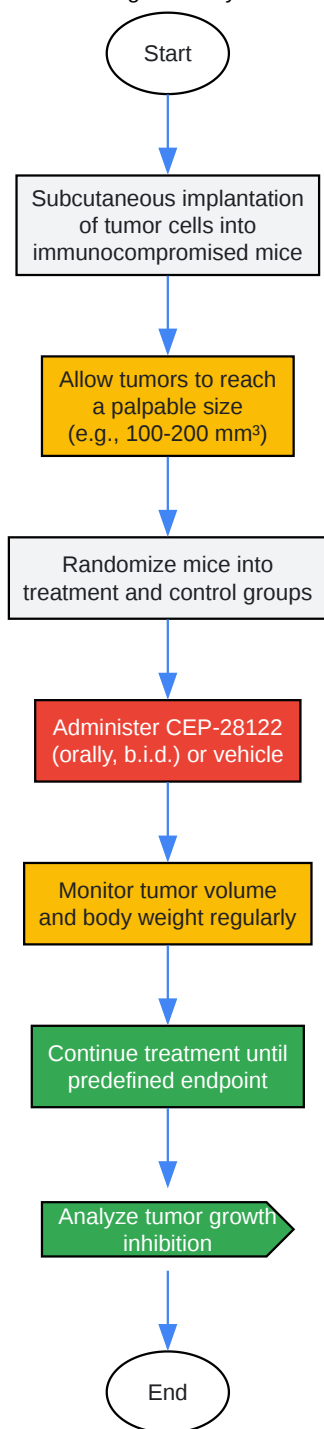 Start
Subcutaneous implantation
of tumor cells into
immunocompromised mice
Allow tumors to reach
a palpable size
(e.g., 100-200 mm³)
Randomize mice into
treatment and control groups
Administer CEP-28122
(orally, b.i.d.) or vehicle
Monitor tumor volume
and body weight regularly
Continue treatment until
predefined endpoint
Analyze tumor growth
inhibition
End